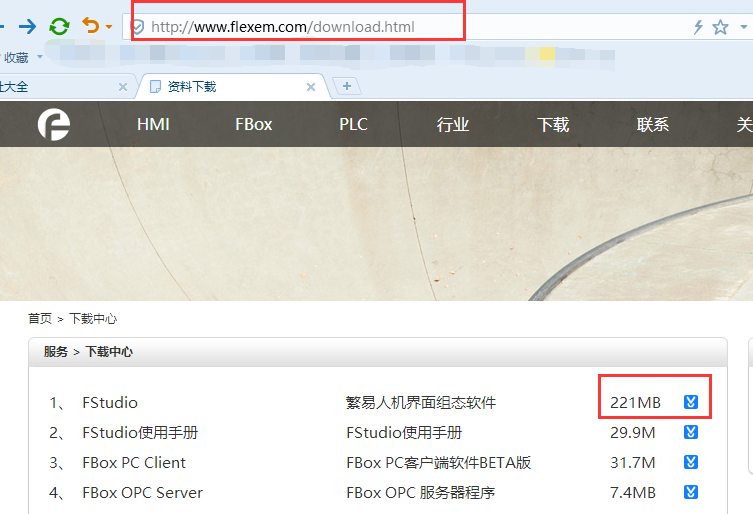 http://www.flexem.com/download.html
收藏
址大全 资料下载
HMI FBox PLC 行业 下载 联系 关
首页 > 下载中心
服务 > 下载中心
1、 FStudio 繁易人机界面组态软件 221MB
2、 FStudio使用手册 FStudio使用手册 29.9M
3、 FBox PC Client FBox PC客户端软件BETA版 31.7M
4、 FBox OPC Server FBox OPC 服务器程序 7.4MB